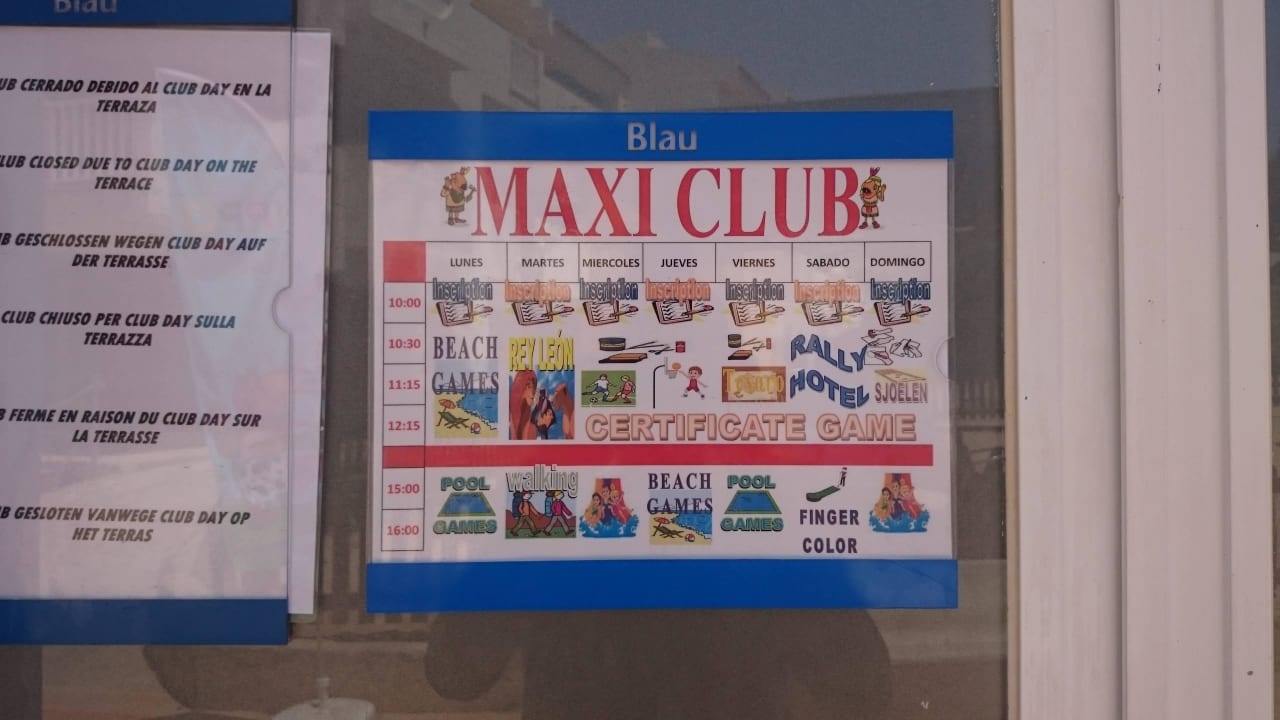 Blau
UB CERRADO DEBIDO AL CLUB DAY EN LA
TERRAZA
LUB CLOSED DUE TO CLUB DAY ON THE
TERRACE
UB GESCHLOSSEN WEGEN CLUB DAY AUF
DER TERRASSE
CLUB CHIUSO PER CLUB DAY SULLA
TERRAZZA
B FERME EN RAISON DU CLUB DAY SUR
LA TERRASSE
B GESLOTEN VANWEGE CLUB DAY OP
HET TERRAS
Blau
MAXI CLUB
LUNES MARTES MIERCOLES JUEVES VIERNES SABADO DOMINGO
10:00 Inscription Inscription Inscription Inscription Inscription Inscription Inscription
10:30 BEACH REY LEÓN RALLY
11:15 GAMES Tesoro HOTEL SJOELEN
12:15 CERTIFICATE GAME
15:00 POOL walking BEACH POOL
16:00 GAMES GAMES GAMES FINGER
COLOR